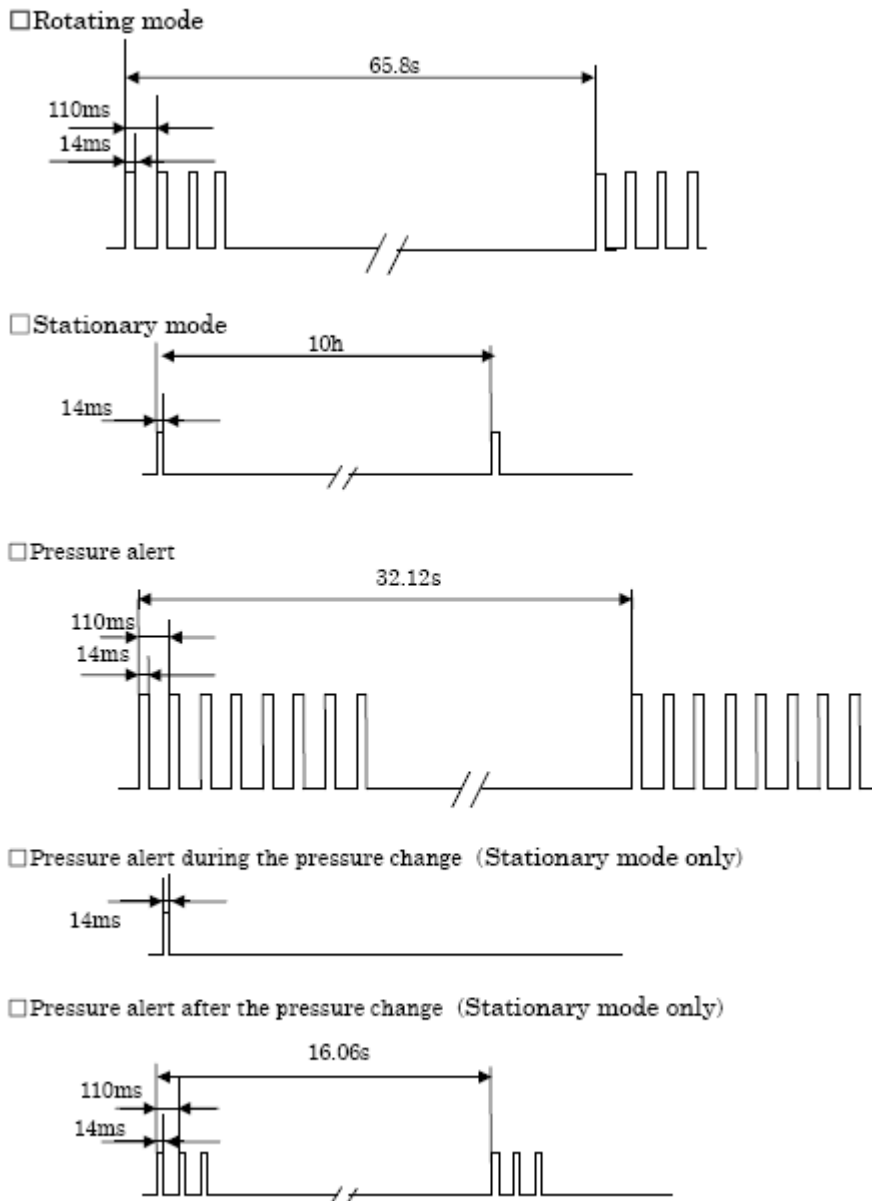 □Rotating mode
65.8s
110ms
14ms
□Stationary mode
10h
14ms
□Pressure alert
32.12s
110ms
14ms
□Pressure alert during the pressure change (Stationary mode only)
14ms
□Pressure alert after the pressure change (Stationary mode only)
16.06s
110ms
14ms